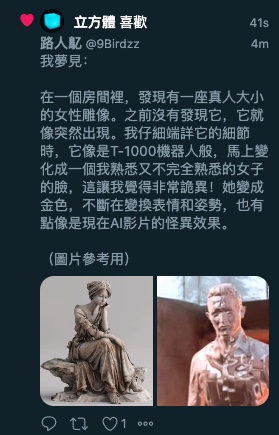 立方體 喜歡 41s
路人髭 @9Birdzz 4m
我夢見：
在一個房間裡，發現有一座真人大小
的女性雕像。之前沒有發現它，它就
像突然出現。我仔細端詳它的細節
時，它像是T-1000機器人般，馬上變
化成一個我熟悉又不完全熟悉的女子
的臉，這讓我覺得非常詭異！她變成
金色，不斷在變換表情和姿勢，也有
點像是現在AI影片的怪異效果。
（圖片參考用）
1